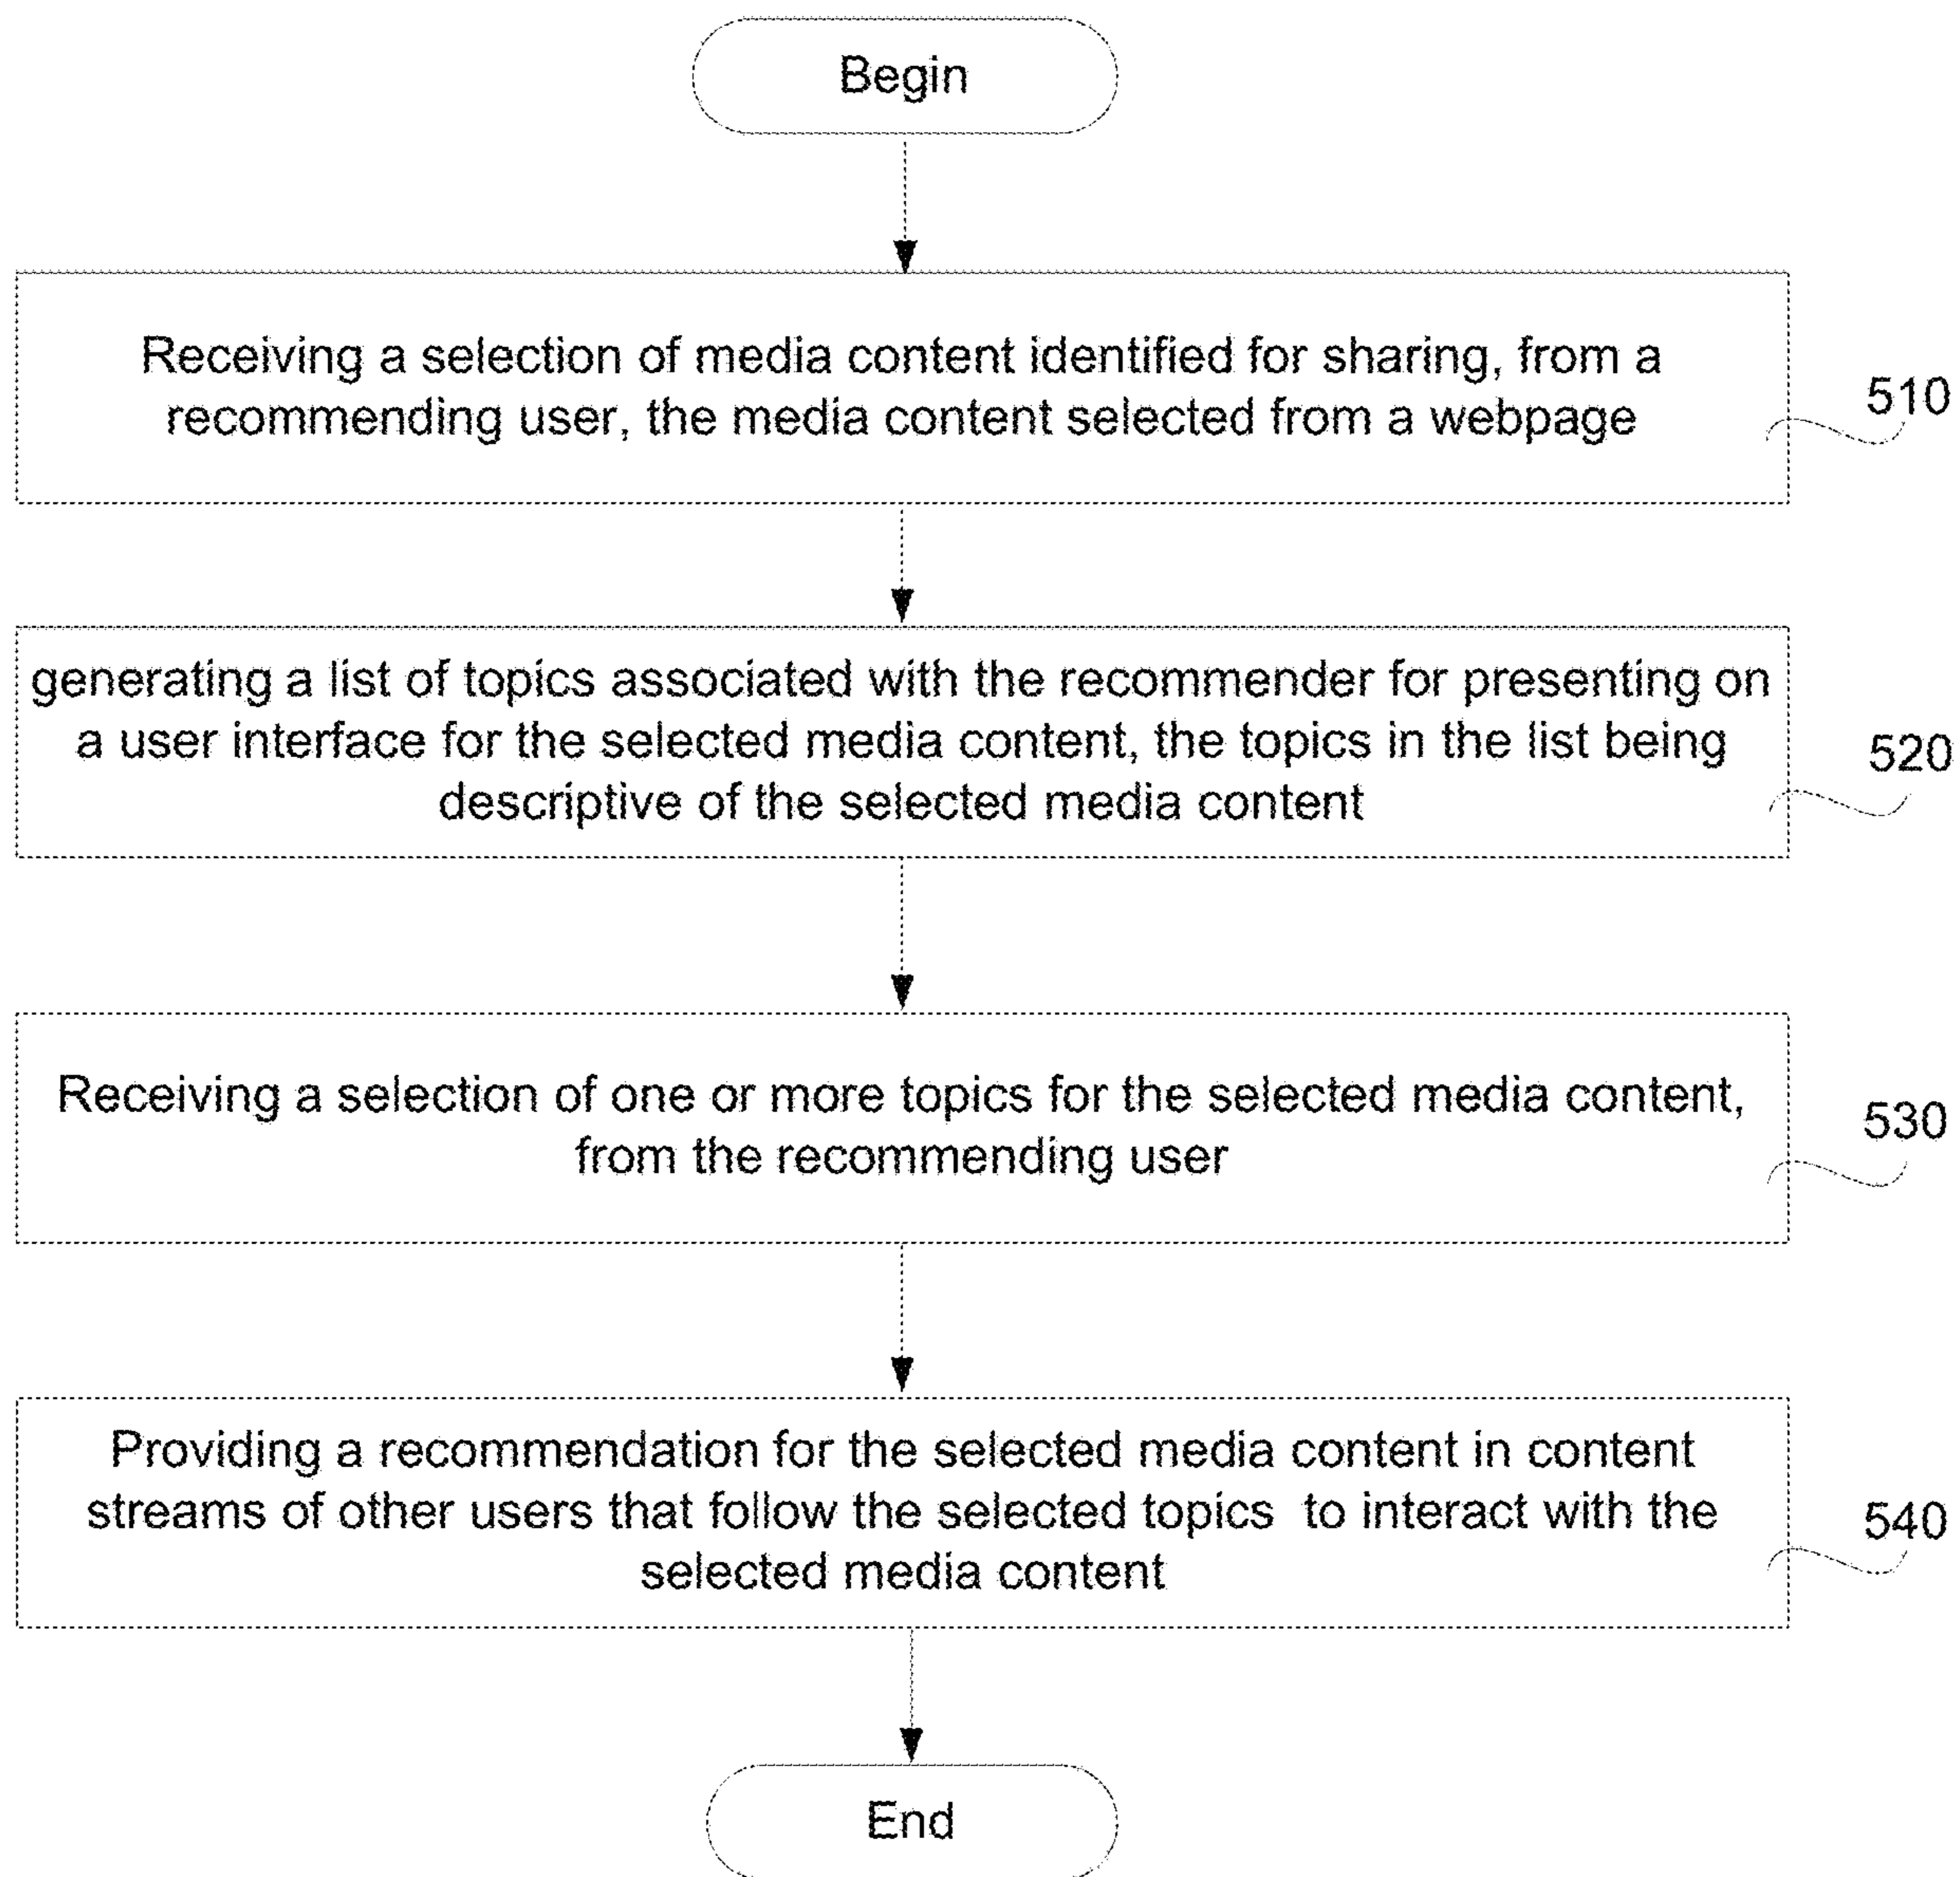 Begin
Receiving a selection of media content identified for sharing, from a
recommending user, the media content selected from a webpage
510
generating a list of topics associated with the recommender for presenting on
a user interface for the selected media content, the topics in the list being
descriptive of the selected media content
520
Receiving a selection of one or more topics for the selected media content,
from the recommending user
530
Providing a recommendation for the selected media content in content
streams of other users that follow the selected topics  to interact with the
selected media content
540
End